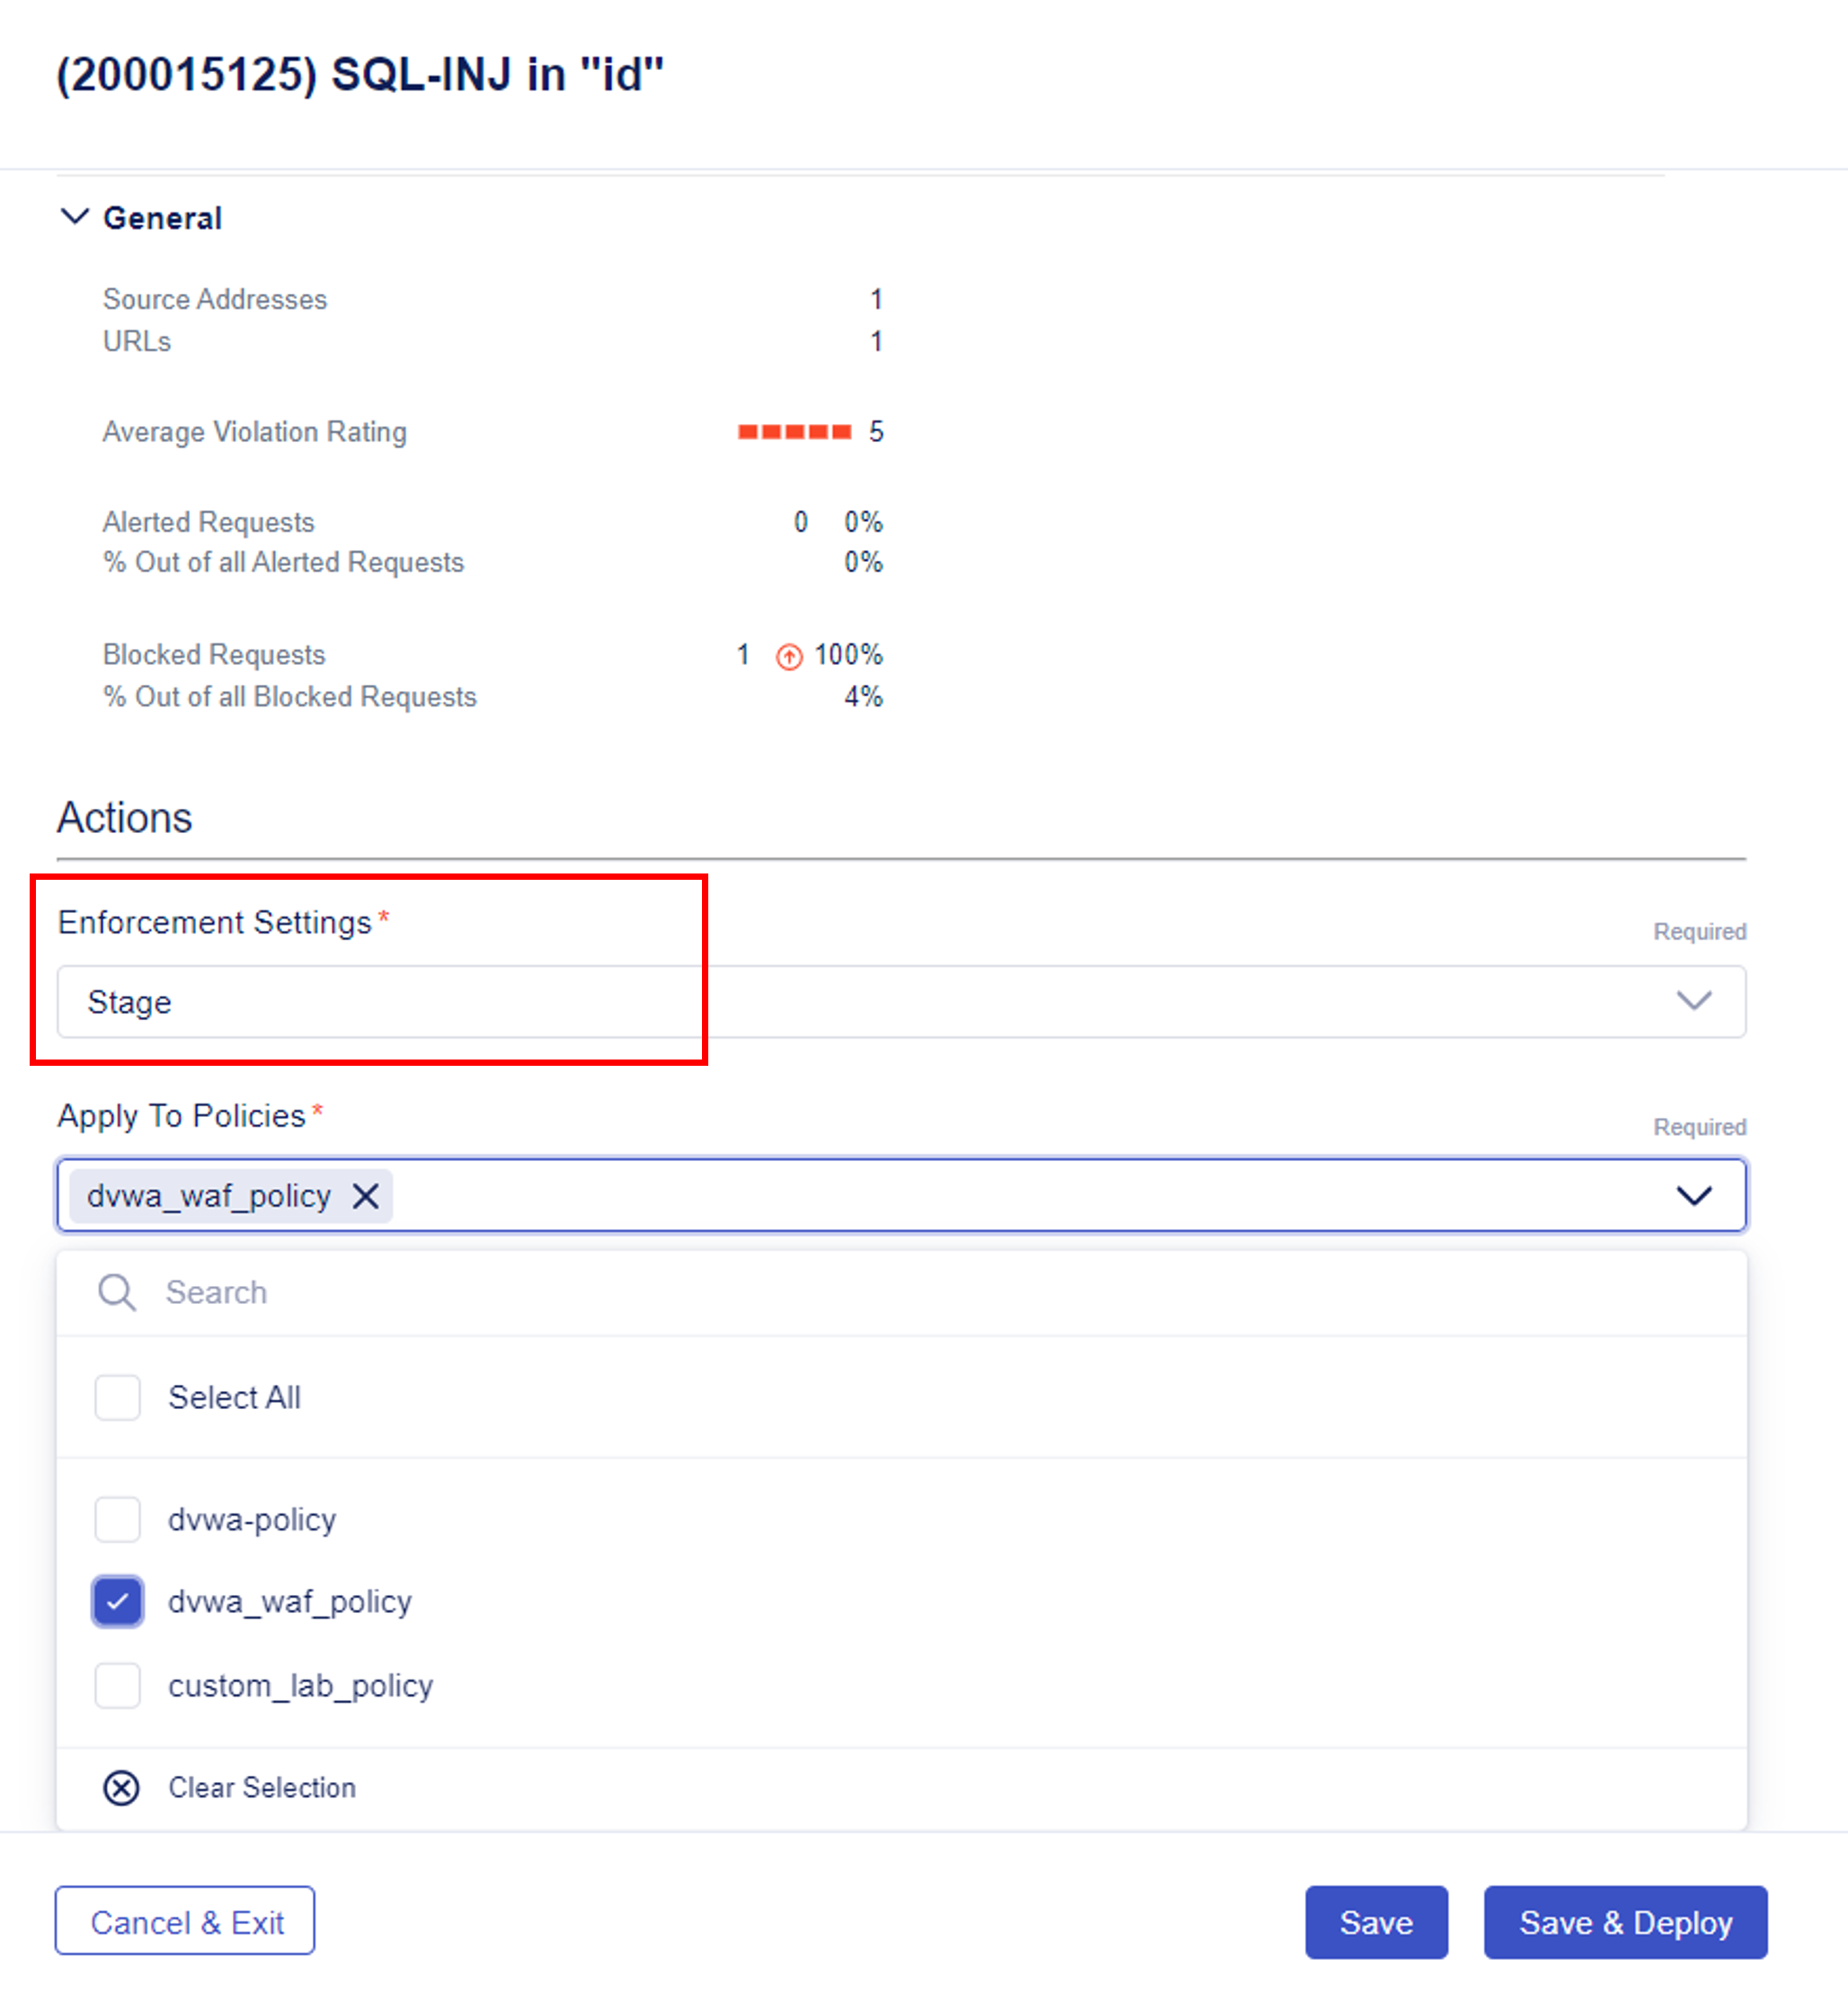 (200015125) SQL-INJ in "id"
General
Source Addresses 1
URLs 1
Average Violation Rating 5
Alerted Requests 0 0%
% Out of all Alerted Requests 0%
Blocked Requests 1 100%
% Out of all Blocked Requests 4%
Actions
Enforcement Settings* Required
Stage
Apply To Policies* Required
dvwa_waf_policy
Search
Select All
dvwa-policy
dvwa_waf_policy
custom_lab_policy
Clear Selection
Cancel & Exit Save Save & Deploy